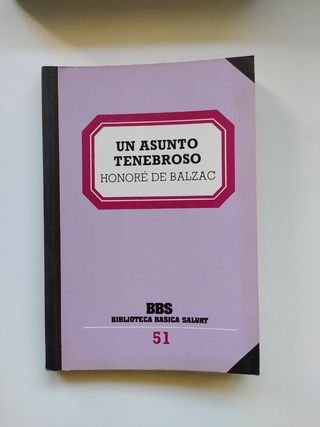 UN ASUNTO
TENEBROSO
HONORÉ DE BALZAC
BBS
BIBLIOTECA BASICA SALVAT
51